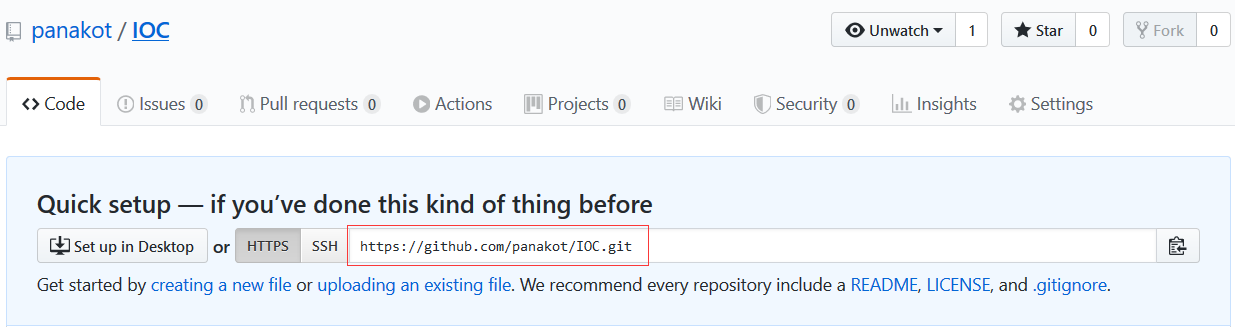 panakot / IOC
Unwatch 1 Star 0 Fork 0
Code Issues 0 Pull requests 0 Actions Projects 0 Wiki Security 0 Insights Settings
Quick setup — if you’ve done this kind of thing before
Set up in Desktop or HTTPS SSH https://github.com/panakot/IOC.git
Get started by creating a new file or uploading an existing file. We recommend every repository include a README, LICENSE, and .gitignore.